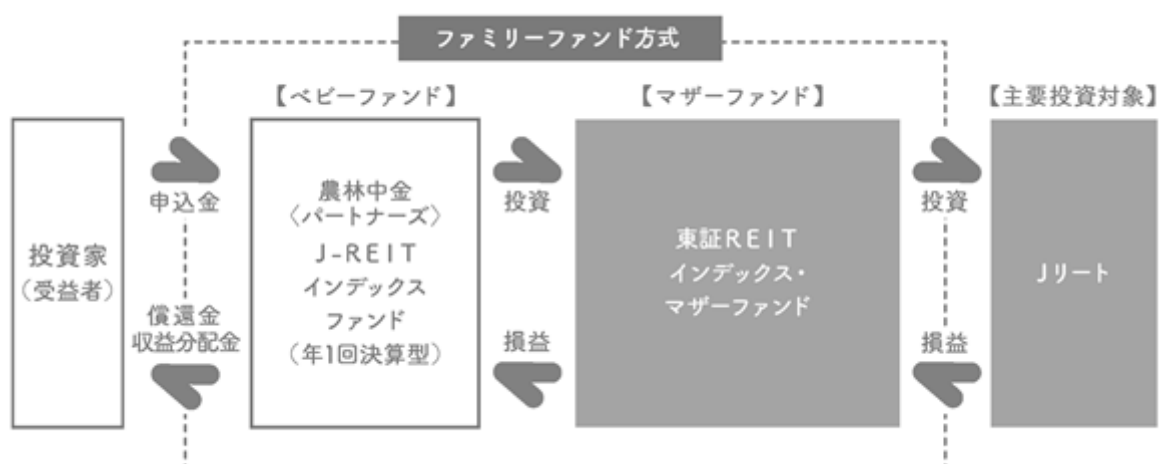 ファミリーファンド方式
【ベビーファンド】
【マザーファンド】
【主要投資対象】
投資家
（受益者）
申込金
償還金
収益分配金
農林中金
〈パートナーズ〉
J-REIT
インデックス
ファンド
（年1回決算型）
投資
損益
東証REIT
インデックス・
マザーファンド
投資
損益
Jリート